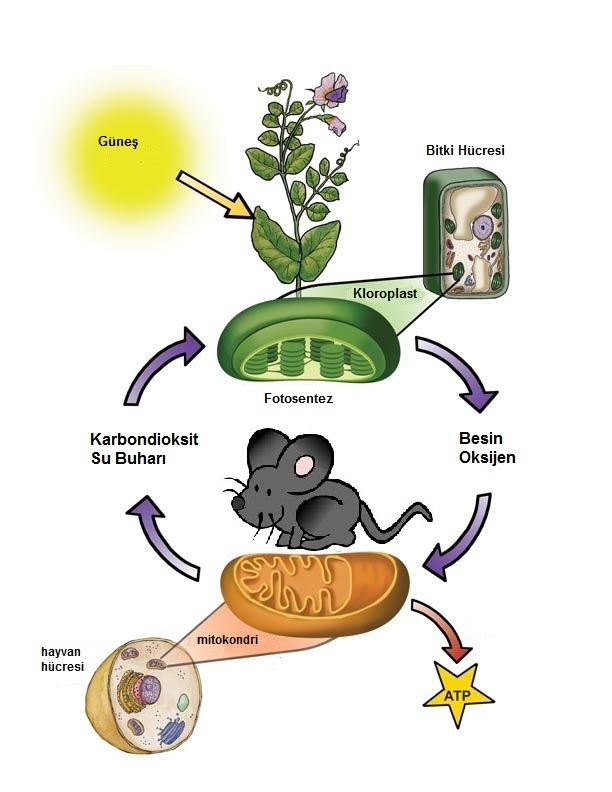 Güneş
Bitki Hücresi
Kloroplast
Fotosentez
Karbondioksit
Su Buharı
Besin
Oksijen
mitokondri
hayvan
hücresi
ATP